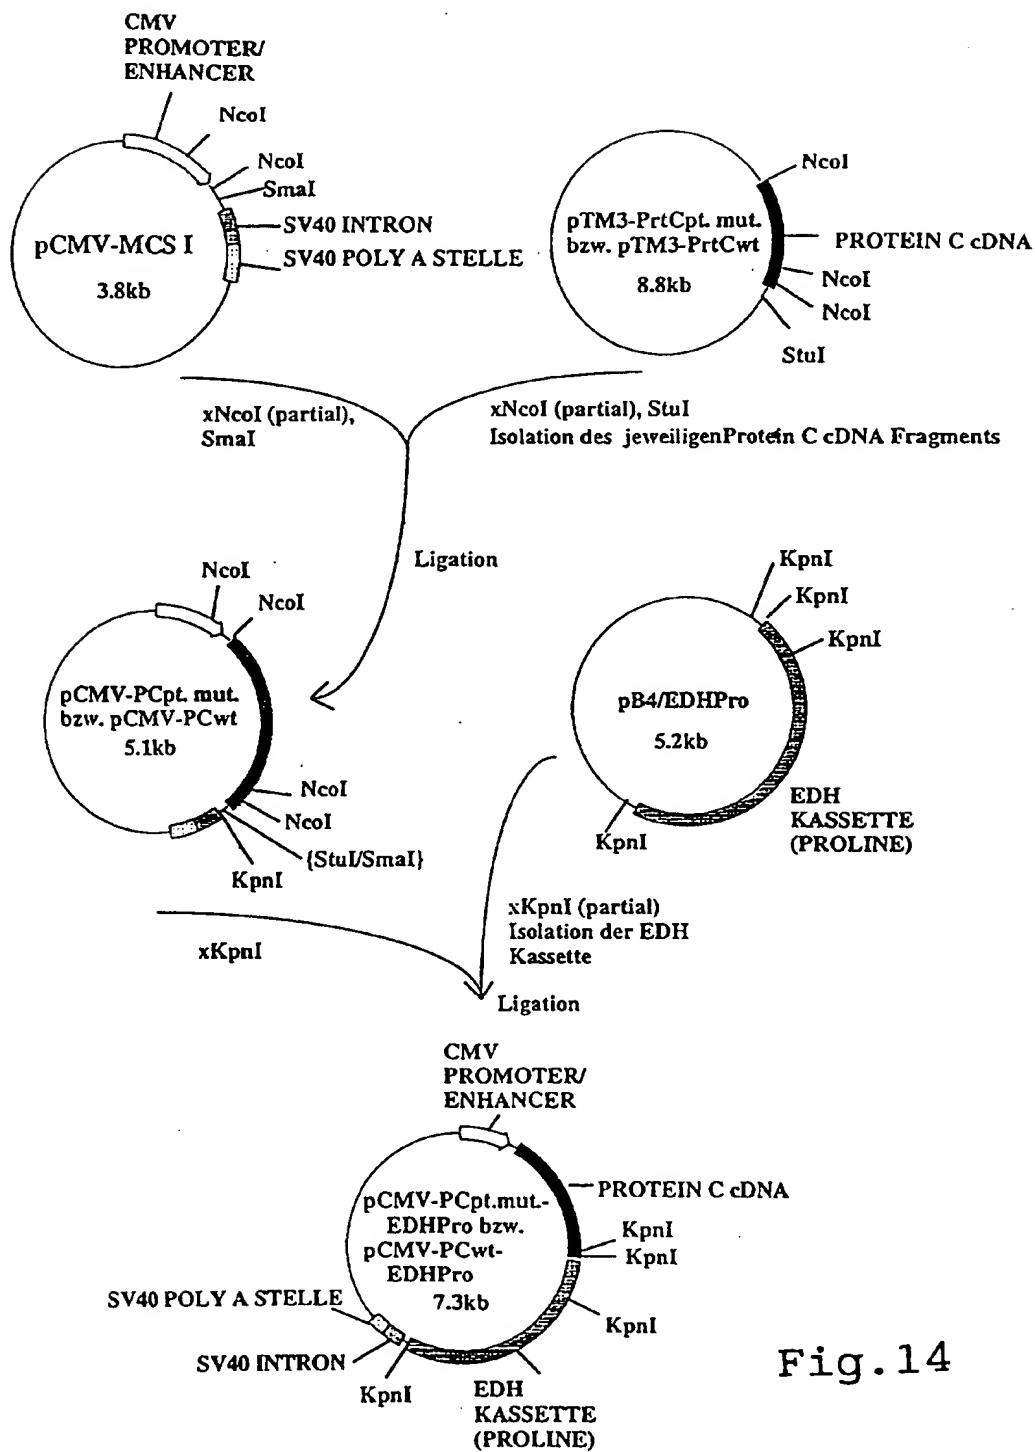 CMV
PROMOTER/
ENHANCER
NcoI
NcoI
SmaI
SV40 INTRON
SV40 POLY A STELLE
pCMV-MCS I
3.8kb
NcoI
pTM3-PrtCpt. mut.
bzw. pTM3-PrtCwt
8.8kb
PROTEIN C cDNA
NcoI
NcoI
StuI
xNcoI (partial),
SmaI
xNcoI (partial), StuI
Isolation des jeweiligenProtein C cDNA Fragments
Ligation
NcoI
NcoI
pCMV-PCpt. mut.
bzw. pCMV-PCwt
5.1kb
NcoI
NcoI
{StuI/SmaI}
KpnI
KpnI
KpnI
KpnI
pB4/EDHPro
5.2kb
EDH
KASSETTE
(PROLINE)
KpnI
xKpnI
xKpnI (partial)
Isolation der EDH
Kassette
Ligation
CMV
PROMOTER/
ENHANCER
PROTEIN C cDNA
pCMV-PCpt.mut.-
EDHPro bzw.
pCMV-PCwt-
EDHPro
7.3kb
KpnI
KpnI
KpnI
SV40 POLY A STELLE
SV40 INTRON
KpnI
EDH
KASSETTE
(PROLINE)
Fig.14